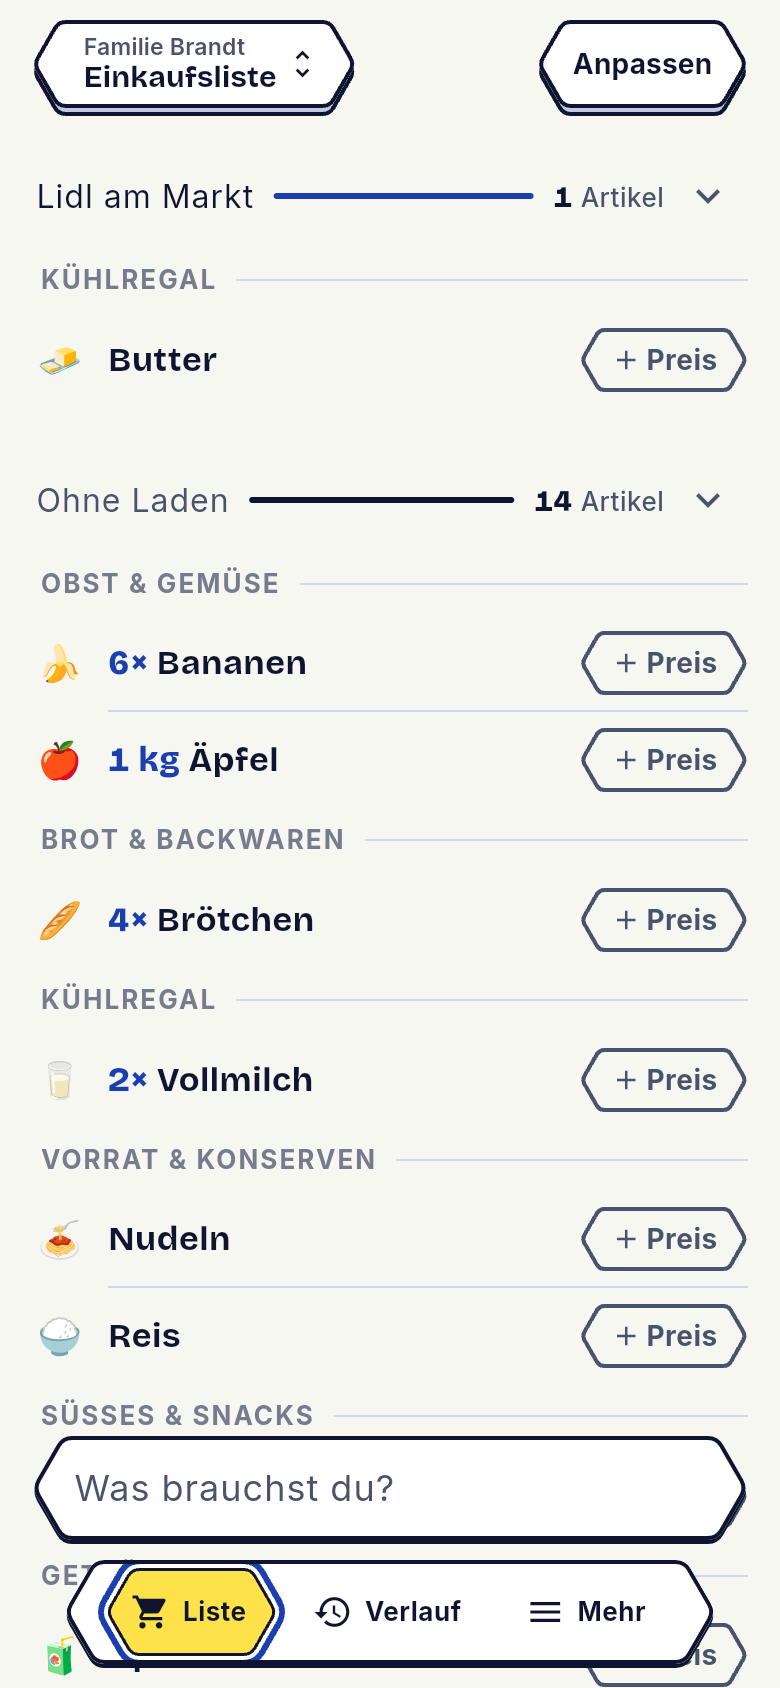 Familie Brandt
Einkaufsliste
Anpassen
Lidl am Markt 1 Artikel
KÜHLREGAL
Butter + Preis
Ohne Laden 14 Artikel
OBST & GEMÜSE
6× Bananen + Preis
1 kg Äpfel + Preis
BROT & BACKWAREN
4× Brötchen + Preis
KÜHLREGAL
2× Vollmilch + Preis
VORRAT & KONSERVEN
Nudeln + Preis
Reis + Preis
SÜSSES & SNACKS
Was brauchst du?
Liste Verlauf Mehr